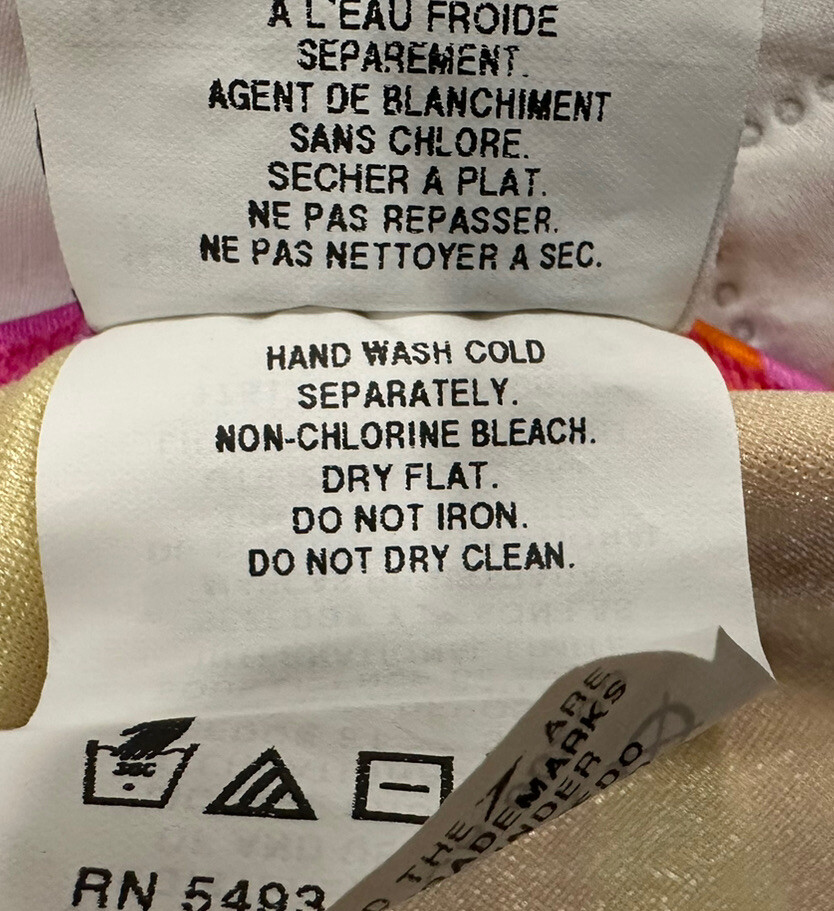 A L'EAU FROIDE
SEPAREMENT.
AGENT DE BLANCHIMENT
SANS CHLORE.
SECHER A PLAT.
NE PAS REPASSER.
NE PAS NETTOYER A SEC.
HAND WASH COLD
SEPARATELY.
NON-CHLORINE BLEACH.
DRY FLAT.
DO NOT IRON.
DO NOT DRY CLEAN.
30C
RN 5493
ARE
THE